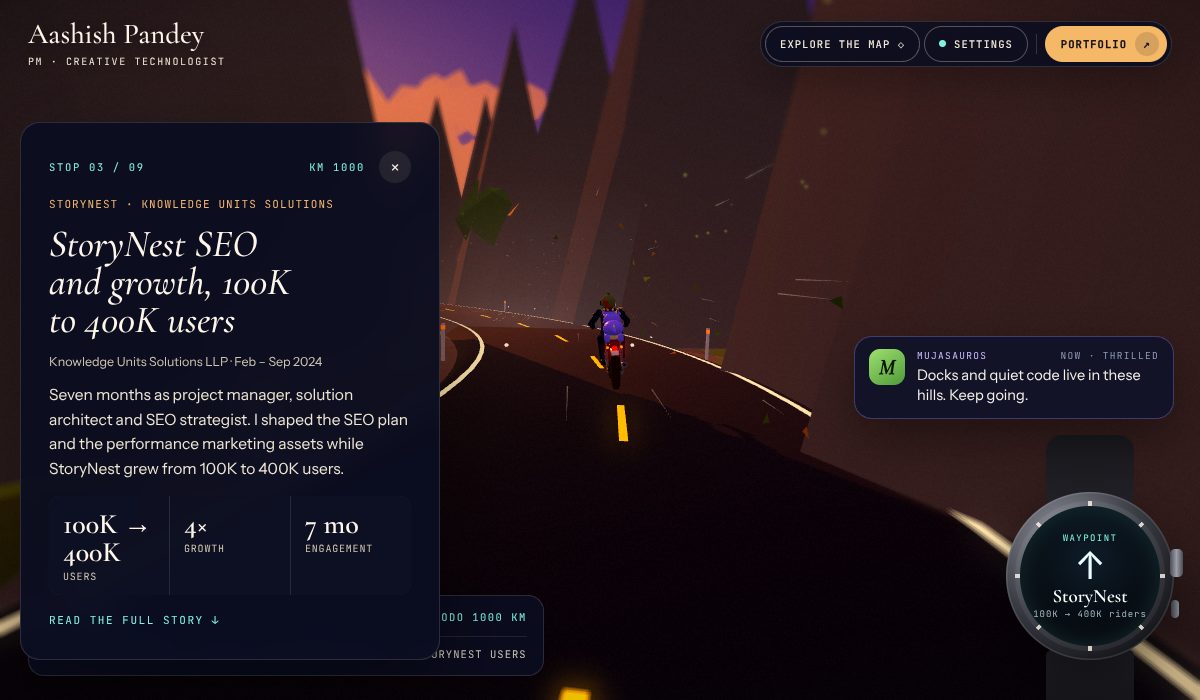 Aashish Pandey
PM · CREATIVE TECHNOLOGIST
EXPLORE THE MAP ◇
SETTINGS
PORTFOLIO ↗
STOP 03 / 09
KM 1000
×
STORYNEST · KNOWLEDGE UNITS SOLUTIONS
StoryNest SEO
and growth, 100K
to 400K users
Knowledge Units Solutions LLP · Feb – Sep 2024
Seven months as project manager, solution
architect and SEO strategist. I shaped the SEO plan
and the performance marketing assets while
StoryNest grew from 100K to 400K users.
100K →
400K
USERS
4×
GROWTH
7 mo
ENGAGEMENT
READ THE FULL STORY ↓
ODO 1000 KM
ORYNEST USERS
M
MUJASAUROS
NOW · THRILLED
Docks and quiet code live in these
hills. Keep going.
WAYPOINT
↑
StoryNest
100K → 400K riders